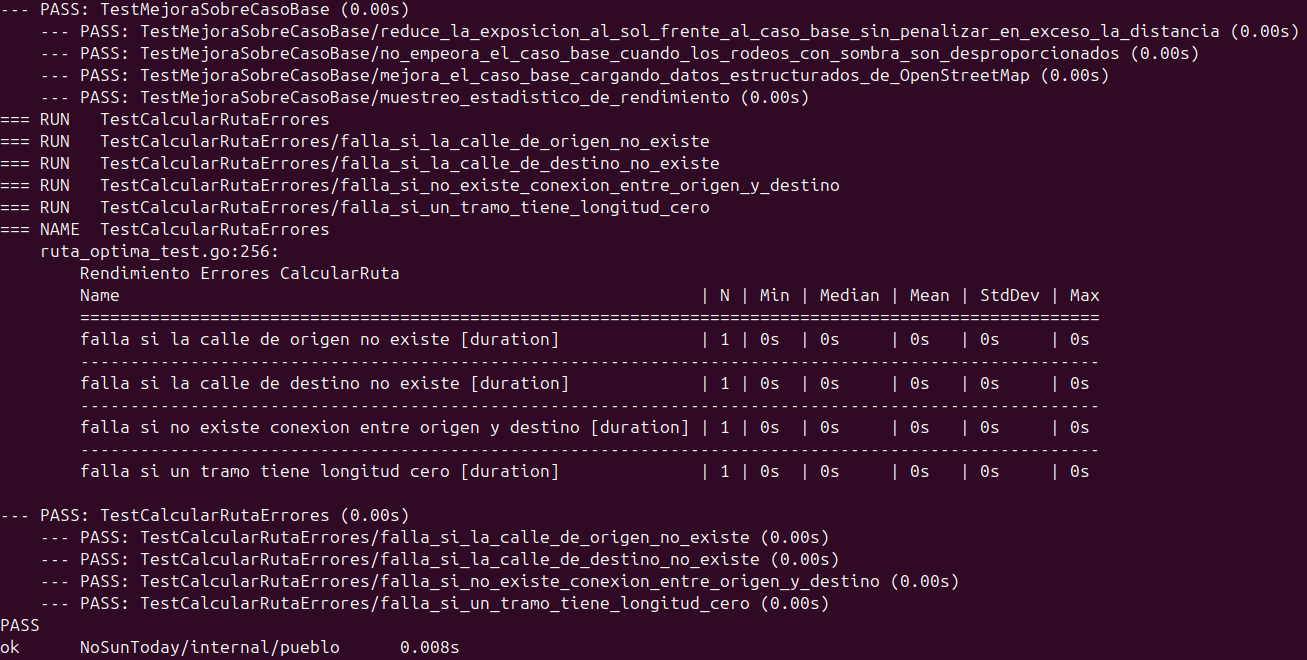 --- PASS: TestMejoraSobreCasoBase (0.00s)
    --- PASS: TestMejoraSobreCasoBase/reduce_la_exposicion_al_sol_frente_al_caso_base_sin_penalizar_en_exceso_la_distancia (0.00s)
    --- PASS: TestMejoraSobreCasoBase/no_empeora_el_caso_base_cuando_los_rodeos_con_sombra_son_desproporcionados (0.00s)
    --- PASS: TestMejoraSobreCasoBase/mejora_el_caso_base_cargando_datos_estructurados_de_OpenStreetMap (0.00s)
    --- PASS: TestMejoraSobreCasoBase/muestreo_estadistico_de_rendimiento (0.00s)
=== RUN   TestCalcularRutaErrores
=== RUN   TestCalcularRutaErrores/falla_si_la_calle_de_origen_no_existe
=== RUN   TestCalcularRutaErrores/falla_si_la_calle_de_destino_no_existe
=== RUN   TestCalcularRutaErrores/falla_si_no_existe_conexion_entre_origen_y_destino
=== RUN   TestCalcularRutaErrores/falla_si_un_tramo_tiene_longitud_cero
=== NAME  TestCalcularRutaErrores
    ruta_optima_test.go:256:
        Rendimiento Errores CalcularRuta
        Name                                                          | N | Min | Median | Mean | StdDev | Max
        ======================================================================================================
        falla si la calle de origen no existe [duration]              | 1 | 0s  | 0s     | 0s   | 0s     | 0s
        ------------------------------------------------------------------------------------------------------
        falla si la calle de destino no existe [duration]             | 1 | 0s  | 0s     | 0s   | 0s     | 0s
        ------------------------------------------------------------------------------------------------------
        falla si no existe conexion entre origen y destino [duration] | 1 | 0s  | 0s     | 0s   | 0s     | 0s
        ------------------------------------------------------------------------------------------------------
        falla si un tramo tiene longitud cero [duration]              | 1 | 0s  | 0s     | 0s   | 0s     | 0s
--- PASS: TestCalcularRutaErrores (0.00s)
    --- PASS: TestCalcularRutaErrores/falla_si_la_calle_de_origen_no_existe (0.00s)
    --- PASS: TestCalcularRutaErrores/falla_si_la_calle_de_destino_no_existe (0.00s)
    --- PASS: TestCalcularRutaErrores/falla_si_no_existe_conexion_entre_origen_y_destino (0.00s)
    --- PASS: TestCalcularRutaErrores/falla_si_un_tramo_tiene_longitud_cero (0.00s)
PASS
ok      NoSunToday/internal/pueblo      0.008s